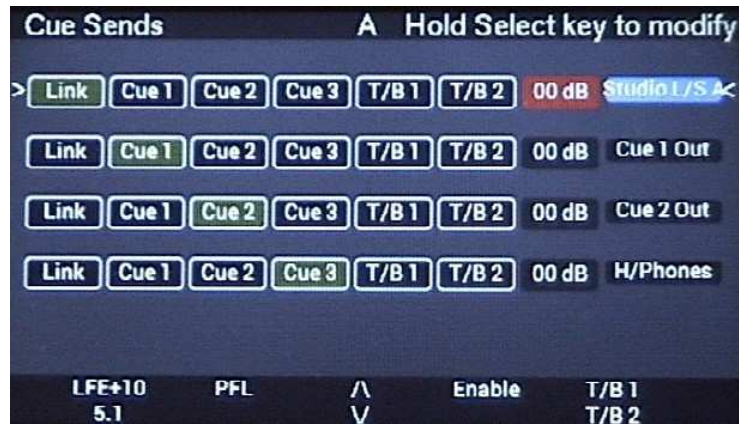 Cue Sends A Hold Select key to modify
> Link Cue 1 Cue 2 Cue 3 T/B 1 T/B 2 00 dB Studio L/S A <
Link Cue 1 Cue 2 Cue 3 T/B 1 T/B 2 00 dB Cue 1 Out
Link Cue 1 Cue 2 Cue 3 T/B 1 T/B 2 00 dB Cue 2 Out
Link Cue 1 Cue 2 Cue 3 T/B 1 T/B 2 00 dB H/Phones
LFE+10 PFL /\ Enable T/B 1
5.1 \/ T/B 2